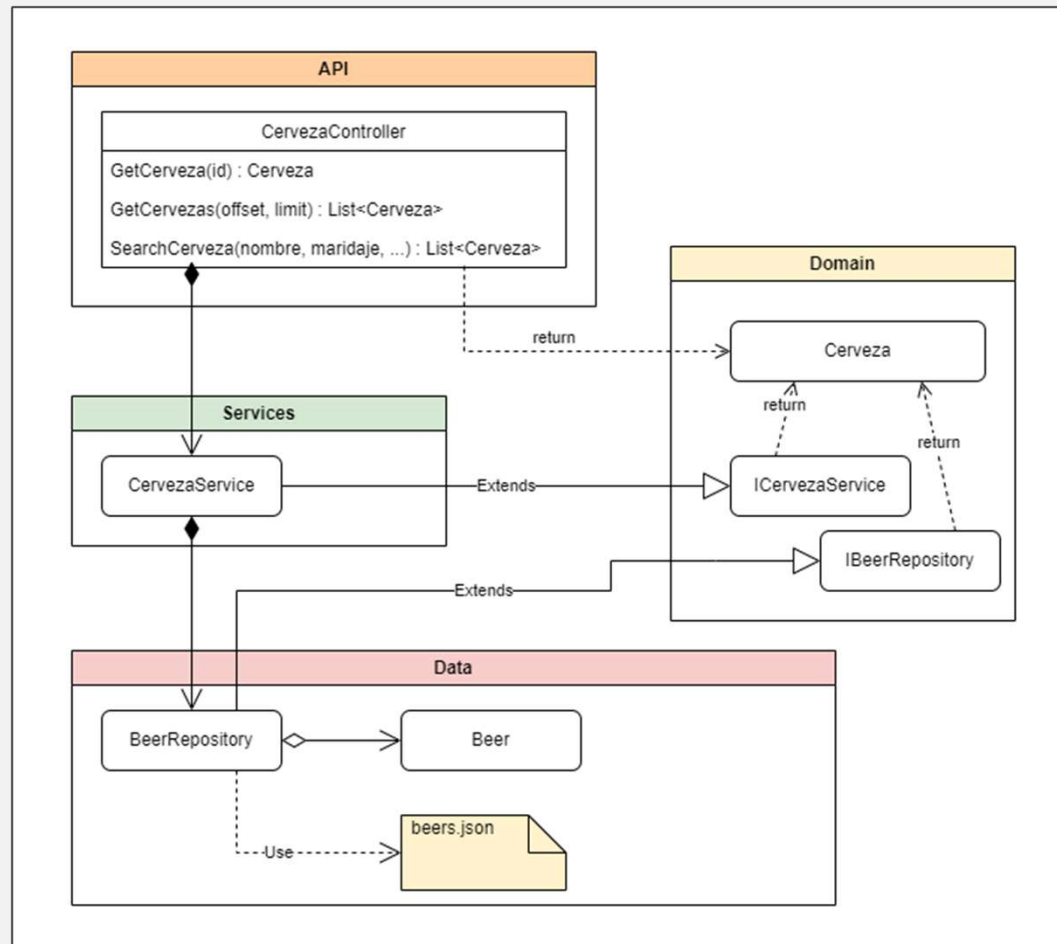 API
CervezaController
GetCerveza(id) : Cerveza
GetCervezas(offset, limit) : List<Cerveza>
SearchCerveza(nombre, maridaje, ...) : List<Cerveza>
Domain
return
Cerveza
return
Services
return
CervezaService
Extends
ICervezaService
IBeerRepository
Extends
Data
BeerRepository
Beer
beers.json
Use